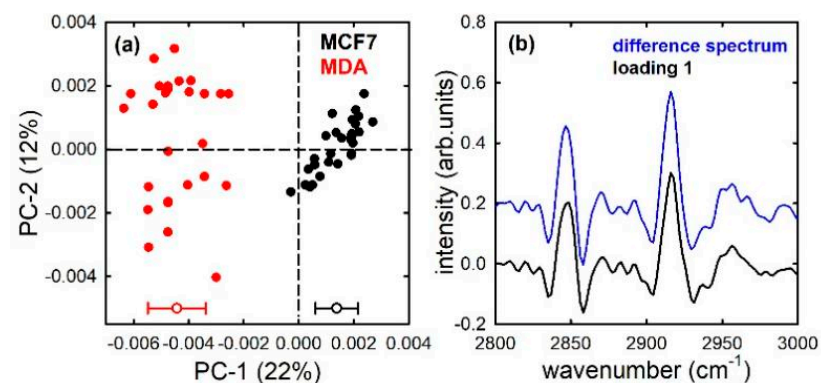 (a)
MCF7
MDA
0.002
0.000
-0.002
-0.004
PC-2 (12%)
-0.006
-0.004
-0.002
0.000
0.002
0.004
PC-1 (22%)
(b)
difference spectrum
loading 1
0.8
0.6
0.4
0.2
0.0
-0.2
intensity (arb.units)
2800
2850
2900
2950
3000
wavenumber (cm⁻¹)